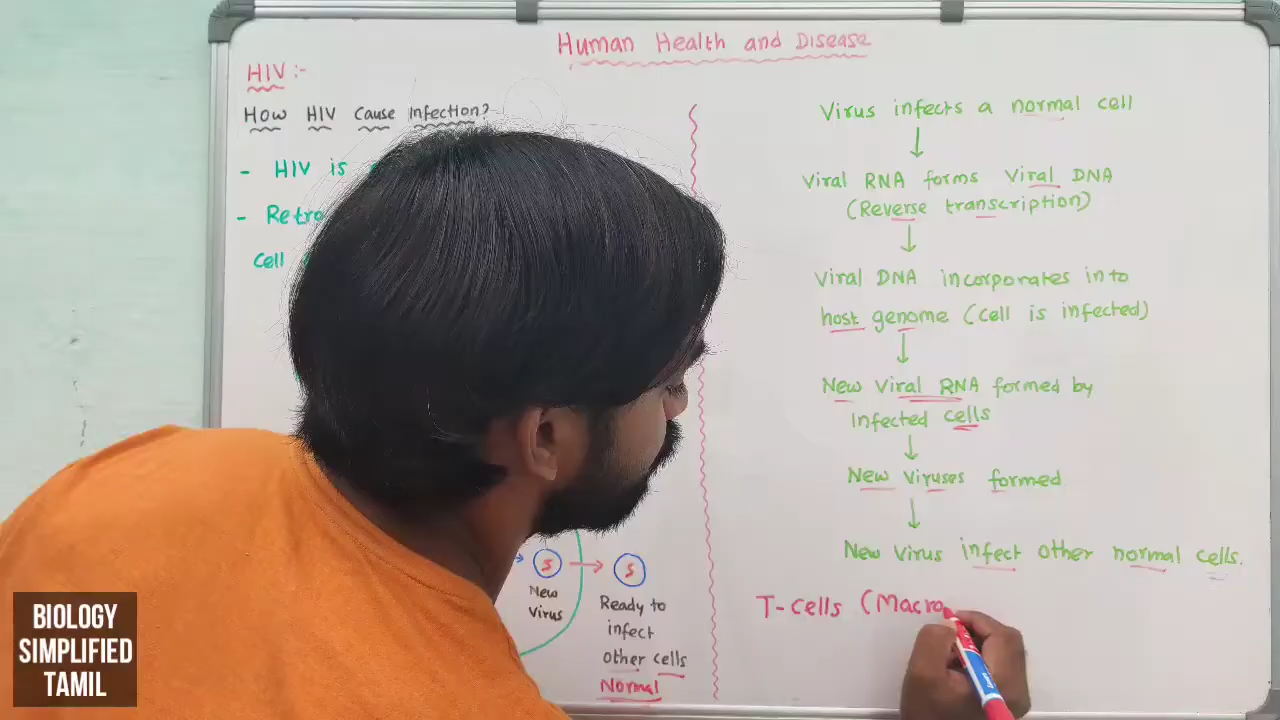 Human Health and Disease
HIV :-
How HIV Cause Infection?
- HIV is
- Retro
Cell
New
Virus
Ready to
infect
other cells
Normal
Virus infects a normal cell
Viral RNA forms Viral DNA
(Reverse transcription)
Viral DNA incorporates in to
host genome (Cell is infected)
New Viral RNA formed by
Infected cells
New Viruses formed
New Virus infect other normal cells.
T-Cells (Macro
BIOLOGY
SIMPLIFIED
TAMIL